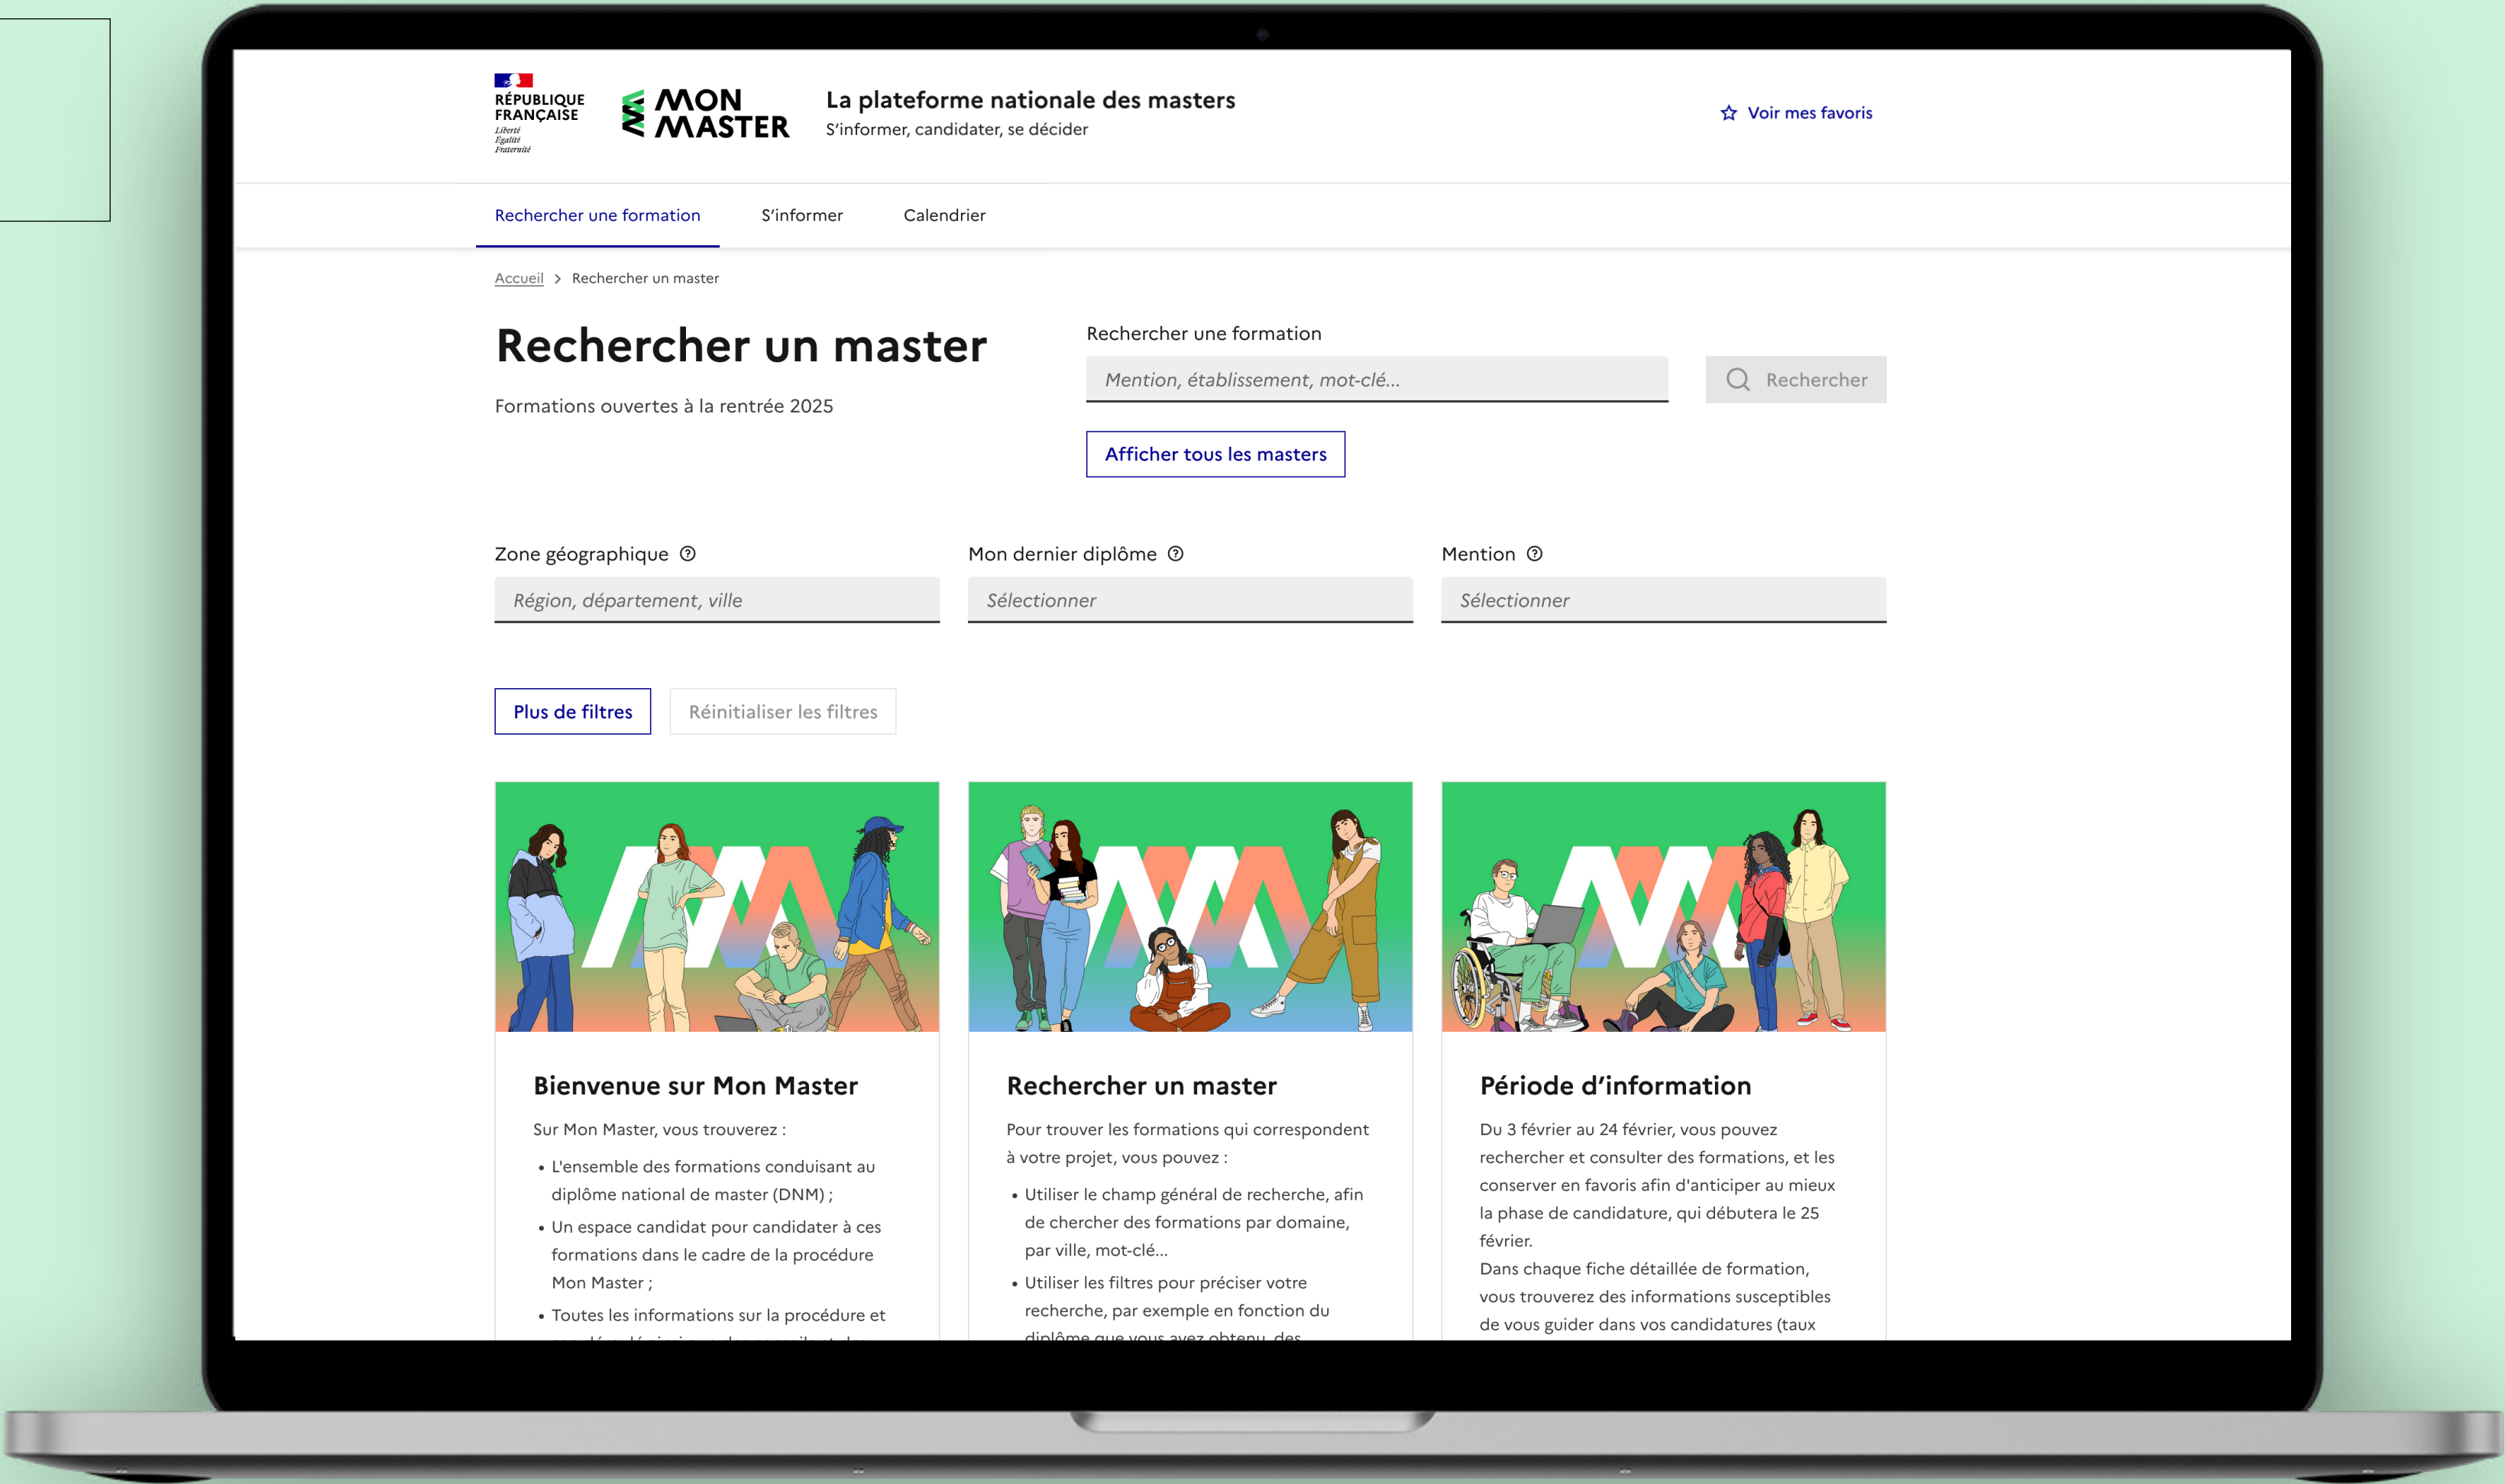 RÉPUBLIQUE
FRANÇAISE
Liberté
Égalité
Fraternité
MON
MASTER
La plateforme nationale des masters
S'informer, candidater, se décider
Voir mes favoris
Rechercher une formation
S'informer
Calendrier
Accueil > Rechercher un master
Rechercher un master
Formations ouvertes à la rentrée 2025
Rechercher une formation
Mention, établissement, mot-clé...
Rechercher
Afficher tous les masters
Zone géographique
Région, département, ville
Mon dernier diplôme
Sélectionner
Mention
Sélectionner
Plus de filtres
Réinitialiser les filtres
Bienvenue sur Mon Master
Sur Mon Master, vous trouverez :
• L'ensemble des formations conduisant au
diplôme national de master (DNM) ;
• Un espace candidat pour candidater à ces
formations dans le cadre de la procédure
Mon Master ;
• Toutes les informations sur la procédure et
Rechercher un master
Pour trouver les formations qui correspondent
à votre projet, vous pouvez :
• Utiliser le champ général de recherche, afin
de chercher des formations par domaine,
par ville, mot-clé...
• Utiliser les filtres pour préciser votre
recherche, par exemple en fonction du
diplôme que vous avez obtenu, des
Période d'information
Du 3 février au 24 février, vous pouvez
rechercher et consulter des formations, et les
conserver en favoris afin d'anticiper au mieux
la phase de candidature, qui débutera le 25
février.
Dans chaque fiche détaillée de formation,
vous trouverez des informations susceptibles
de vous guider dans vos candidatures (taux